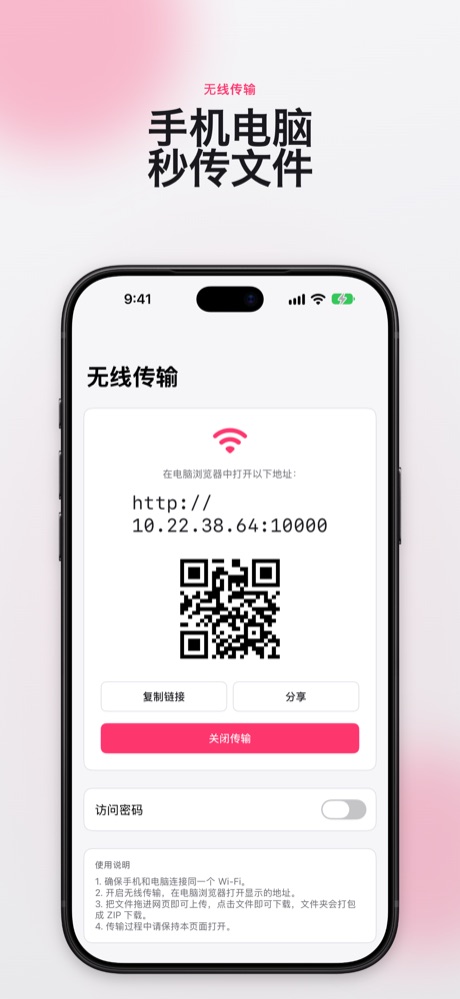 无线传输
手机电脑
秒传文件
9:41
无线传输
在电脑浏览器中打开以下地址：
http://
10.22.38.64:10000
复制链接
分享
关闭传输
访问密码
使用说明
1. 确保手机和电脑连接同一个 Wi-Fi。
2. 开启无线传输，在电脑浏览器打开显示的地址。
3. 把文件拖进网页即可上传，点击文件即可下载，文件夹会打包
成 ZIP 下载。
4. 传输过程中请保持本页面打开。